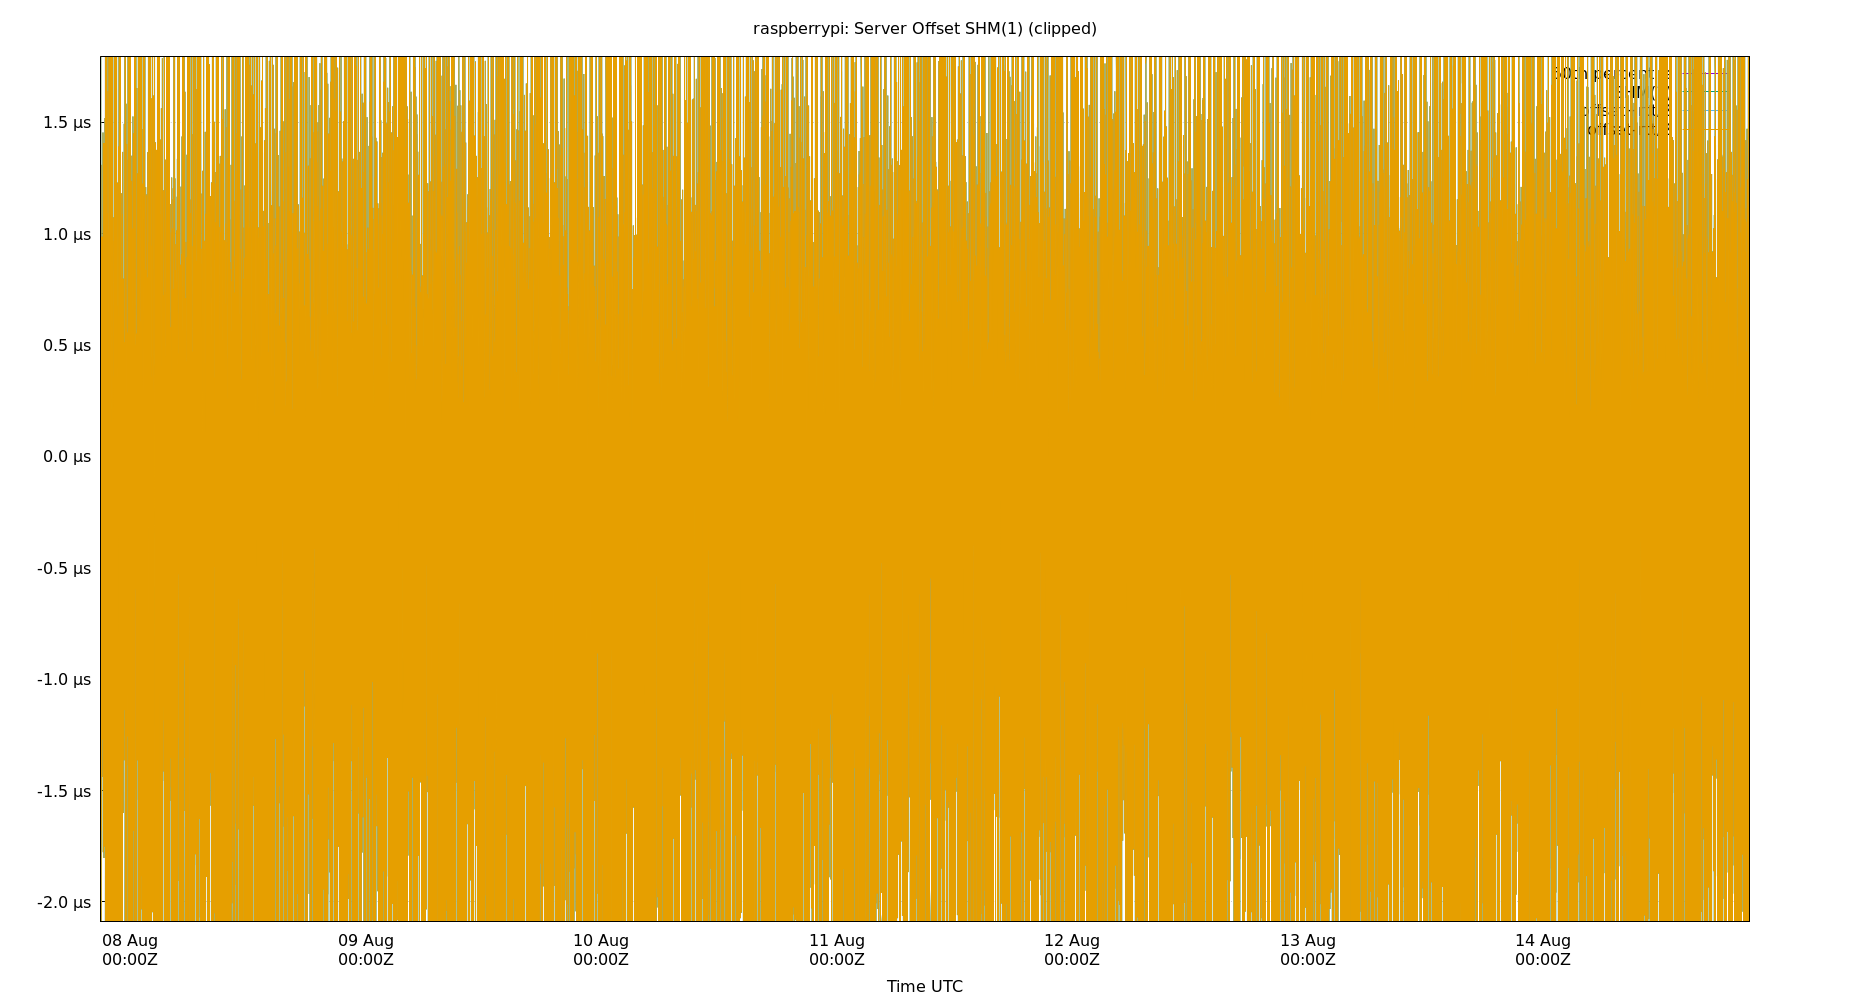 raspberrypi: Server Offset SHM(1) (clipped)
1.5 µs
1.0 µs
0.5 µs
0.0 µs
-0.5 µs
-1.0 µs
-1.5 µs
-2.0 µs
08 Aug 09 Aug 10 Aug 11 Aug 12 Aug 13 Aug 14 Aug
00:00Z 00:00Z 00:00Z 00:00Z 00:00Z 00:00Z 00:00Z
Time UTC